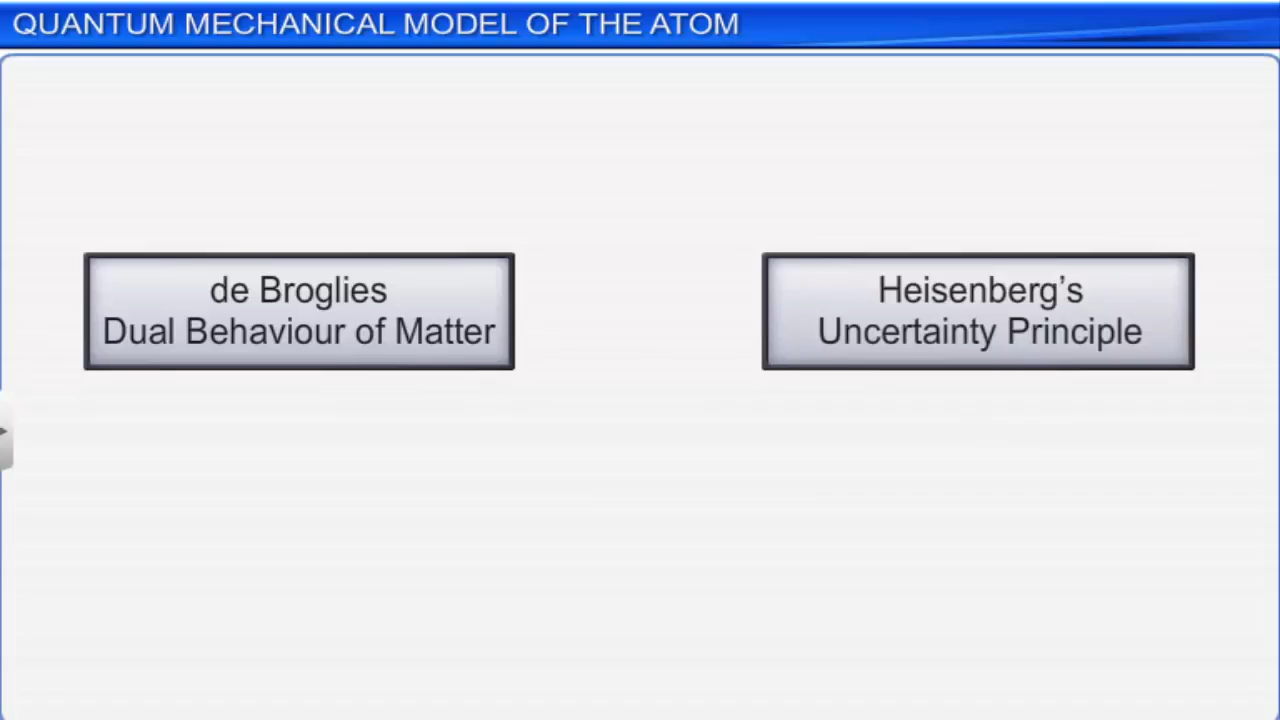 QUANTUM MECHANICAL MODEL OF THE ATOM
de Broglies
Dual Behaviour of Matter
Heisenberg’s
Uncertainty Principle